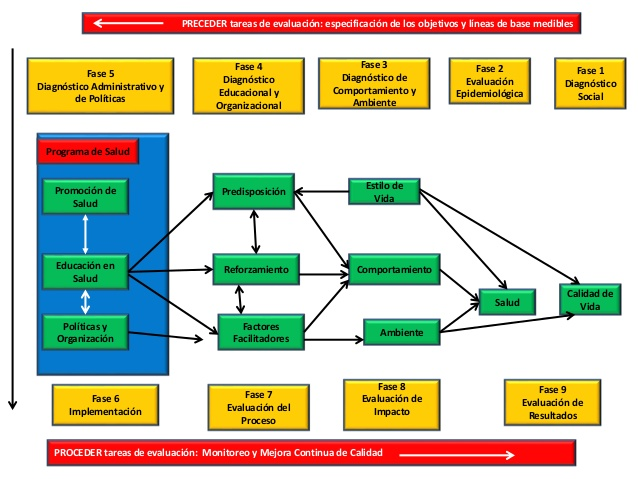 PRECEDER tareas de evaluación: especificación de los objetivos y líneas de base medibles
Fase 5
Diagnóstico Administrativo y
de Políticas
Fase 4
Diagnóstico
Educacional y
Organizacional
Fase 3
Diagnóstico de
Comportamiento y
Ambiente
Fase 2
Evaluación
Epidemiológica
Fase 1
Diagnóstico
Social
Programa de Salud
Promoción de
Salud
Predisposición
Estilo de
Vida
Educación en
Salud
Reforzamiento
Comportamiento
Salud
Calidad de
Vida
Políticas y
Organización
Factores
Facilitadores
Ambiente
Fase 6
Implementación
Fase 7
Evaluación del
Proceso
Fase 8
Evaluación de
Impacto
Fase 9
Evaluación de
Resultados
PROCEDER tareas de evaluación: Monitoreo y Mejora Continua de Calidad